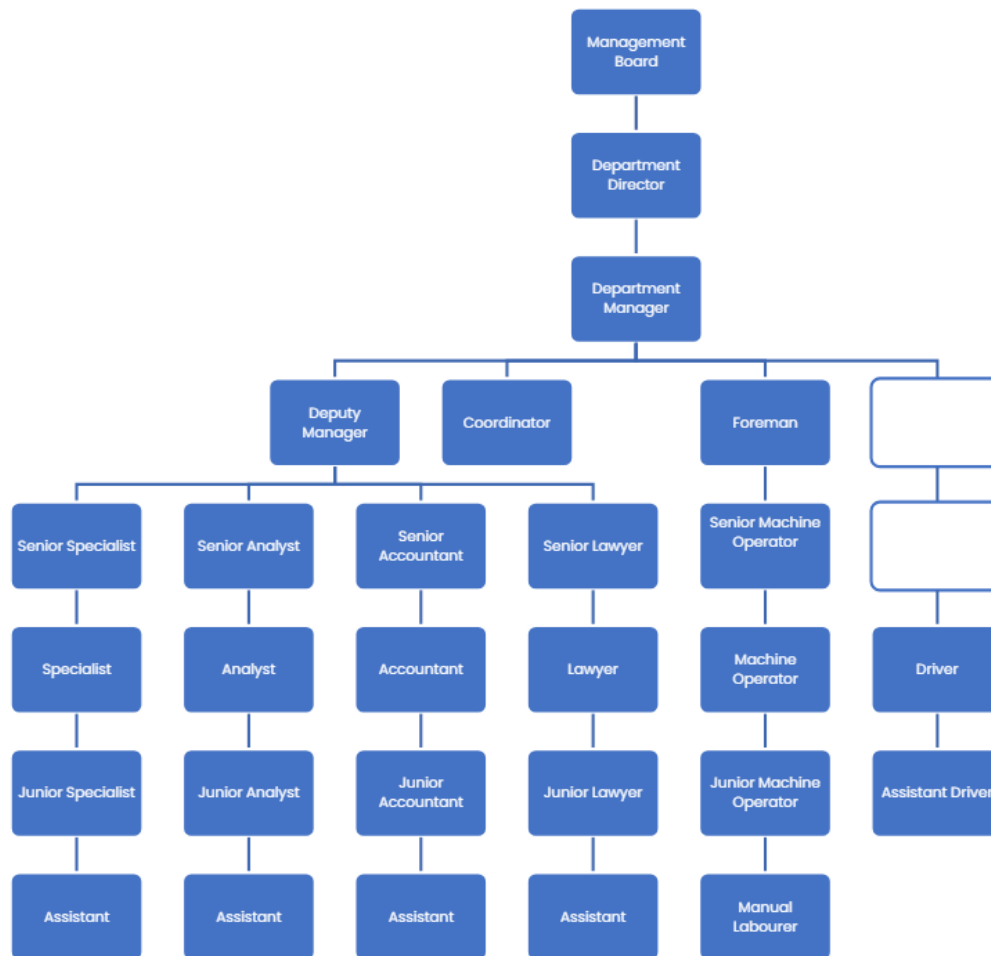 Management
Board
Department
Director
Department
Manager
Deputy
Manager
Coordinator
Foreman
Senior Specialist
Senior Analyst
Senior
Accountant
Senior Lawyer
Senior Machine
Operator
Specialist
Analyst
Accountant
Lawyer
Machine
Operator
Driver
Junior Specialist
Junior Analyst
Junior
Accountant
Junior Lawyer
Junior Machine
Operator
Assistant Driver
Assistant
Assistant
Assistant
Assistant
Manual
Labourer